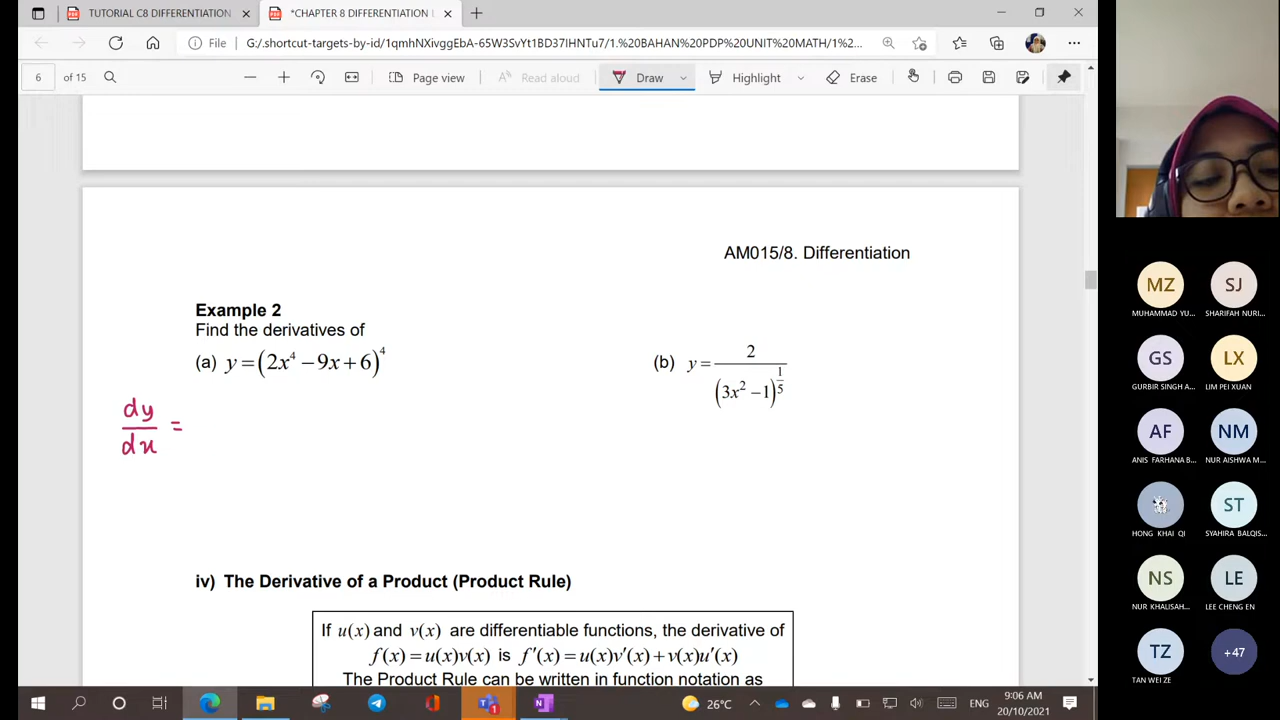 TUTORIAL C8 DIFFERENTIATION
*CHAPTER 8 DIFFERENTIATION
File
G:/.shortcut-targets-by-id/1qmhNXivggEbA-65W3SvYt1BD37IHNTu7/1.%20BAHAN%20PDP%20UNIT%20MATH/1%2...
6 of 15
Page view
Read aloud
Draw
Highlight
Erase
AM015/8. Differentiation
Example 2
Find the derivatives of
(a) y = (2x⁴ − 9x + 6)⁴
(b) y = 2/(3x² − 1)^(1/5)
dy/dx =
iv) The Derivative of a Product (Product Rule)
If u(x) and v(x) are differentiable functions, the derivative of
f(x) = u(x)v(x) is f′(x) = u(x)v′(x) + v(x)u′(x)
The Product Rule can be written in function notation as
MZ
MUHAMMAD YU...
SJ
SHARIFAH NURI...
GS
GURBIR SINGH A...
LX
LIM PEI XUAN
AF
ANIS FARHANA B...
NM
NUR AISHWA M...
HONG KHAI QI
ST
SYAHIRA BALQIS...
NS
NUR KHALISAH...
LE
LEE CHENG EN
TZ
TAN WEI ZE
+47
1
26°C
ENG
9:06 AM
20/10/2021